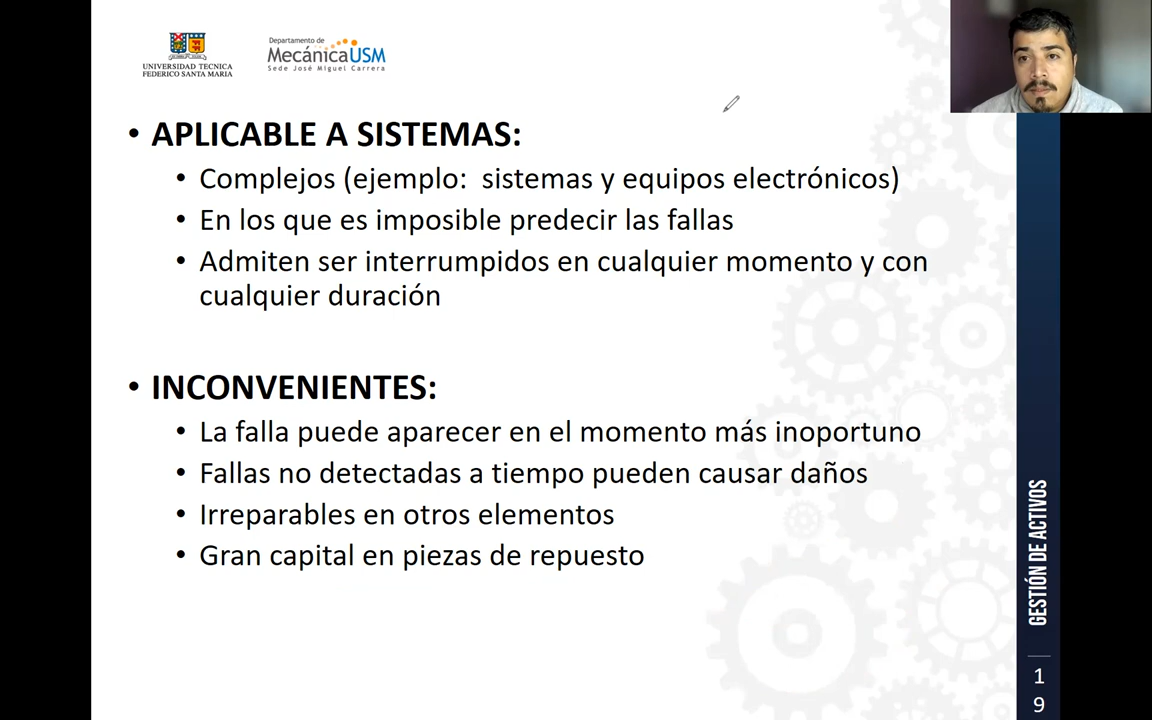 UNIVERSIDAD TECNICA
FEDERICO SANTA MARIA
Departamento de
MecánicaUSM
Sede José Miguel Carrera
• APLICABLE A SISTEMAS:
• Complejos (ejemplo: sistemas y equipos electrónicos)
• En los que es imposible predecir las fallas
• Admiten ser interrumpidos en cualquier momento y con
cualquier duración
• INCONVENIENTES:
• La falla puede aparecer en el momento más inoportuno
• Fallas no detectadas a tiempo pueden causar daños
• Irreparables en otros elementos
• Gran capital en piezas de repuesto
GESTIÓN DE ACTIVOS
1
9